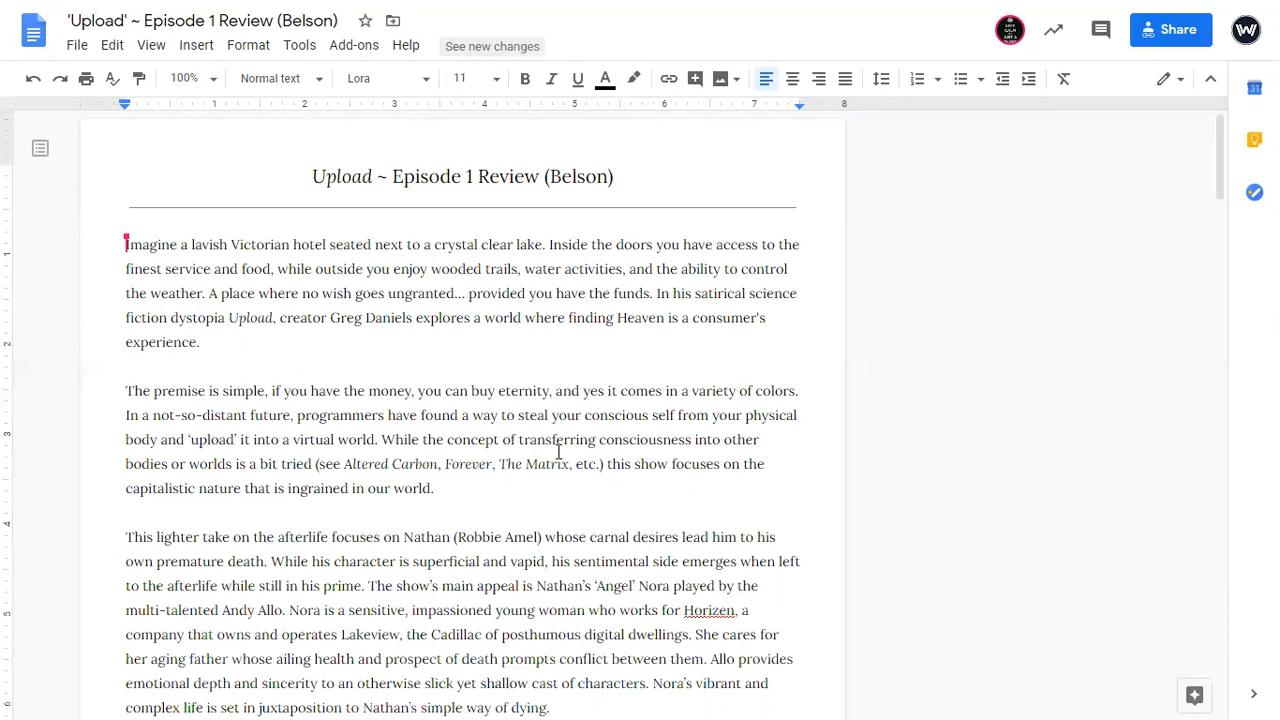 'Upload' ~ Episode 1 Review (Belson)
File Edit View Insert Format Tools Add-ons Help See new changes
Share
W
100% Normal text Lora 11 B I U A
1 2 3 4 5 6 7 8
31
Upload ~ Episode 1 Review (Belson)
Imagine a lavish Victorian hotel seated next to a crystal clear lake. Inside the doors you have access to the
finest service and food, while outside you enjoy wooded trails, water activities, and the ability to control
the weather. A place where no wish goes ungranted... provided you have the funds. In his satirical science
fiction dystopia Upload, creator Greg Daniels explores a world where finding Heaven is a consumer's
experience.
The premise is simple, if you have the money, you can buy eternity, and yes it comes in a variety of colors.
In a not-so-distant future, programmers have found a way to steal your conscious self from your physical
body and ‘upload’ it into a virtual world. While the concept of transferring consciousness into other
bodies or worlds is a bit tried (see Altered Carbon, Forever, The Matrix, etc.) this show focuses on the
capitalistic nature that is ingrained in our world.
This lighter take on the afterlife focuses on Nathan (Robbie Amel) whose carnal desires lead him to his
own premature death. While his character is superficial and vapid, his sentimental side emerges when left
to the afterlife while still in his prime. The show’s main appeal is Nathan’s ‘Angel’ Nora played by the
multi-talented Andy Allo. Nora is a sensitive, impassioned young woman who works for Horizen, a
company that owns and operates Lakeview, the Cadillac of posthumous digital dwellings. She cares for
her aging father whose ailing health and prospect of death prompts conflict between them. Allo provides
emotional depth and sincerity to an otherwise slick yet shallow cast of characters. Nora’s vibrant and
complex life is set in juxtaposition to Nathan’s simple way of dying.
1
2
3
4
5
6